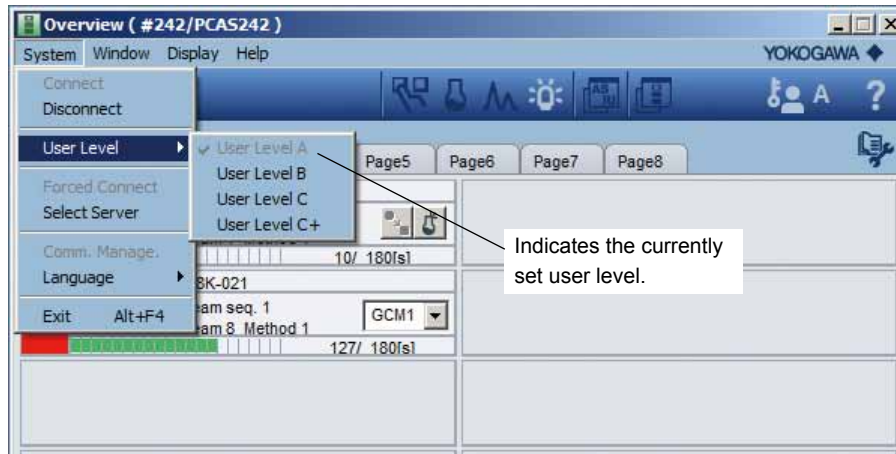 Overview ( #242/PCAS242 )
System Window Display Help
YOKOGAWA
Connect
Disconnect
User Level
Forced Connect
Select Server
Comm. Manage.
Language
Exit Alt+F4
User Level A
User Level B
User Level C
User Level C+
A ?
Page5 Page6 Page7 Page8
10/ 180[s]
Indicates the currently
set user level.
8K-021
eam seq. 1
GCM1
eam 8 Method 1
127/ 180[s]